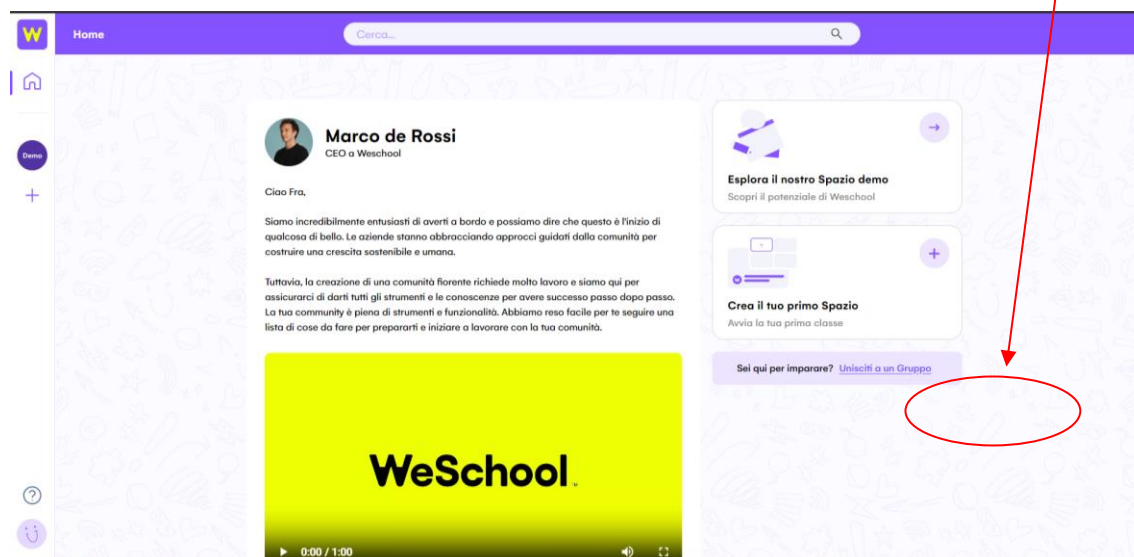 W
Home
Cerca...
Demo
Marco de Rossi
CEO a Weschool
Ciao Fra,
Siamo incredibilmente entusiasti di averti a bordo e possiamo dire che questo è l'inizio di
qualcosa di bello. Le aziende stanno abbracciando approcci guidati dalla comunità per
costruire una crescita sostenibile e umana.
Tuttavia, la creazione di una comunità fiorente richiede molto lavoro e siamo qui per
assicurarci di darti tutti gli strumenti e le conoscenze per avere successo passo dopo passo.
La tua community è piena di strumenti e funzionalità. Abbiamo reso facile per te seguire una
lista di cose da fare per prepararti e iniziare a lavorare con la tua comunità.
WeSchool
0:00 / 1:00
Esplora il nostro Spazio demo
Scopri il potenziale di Weschool
Crea il tuo primo Spazio
Avvia la tua prima classe
Sei qui per imparare? Unisciti a un Gruppo